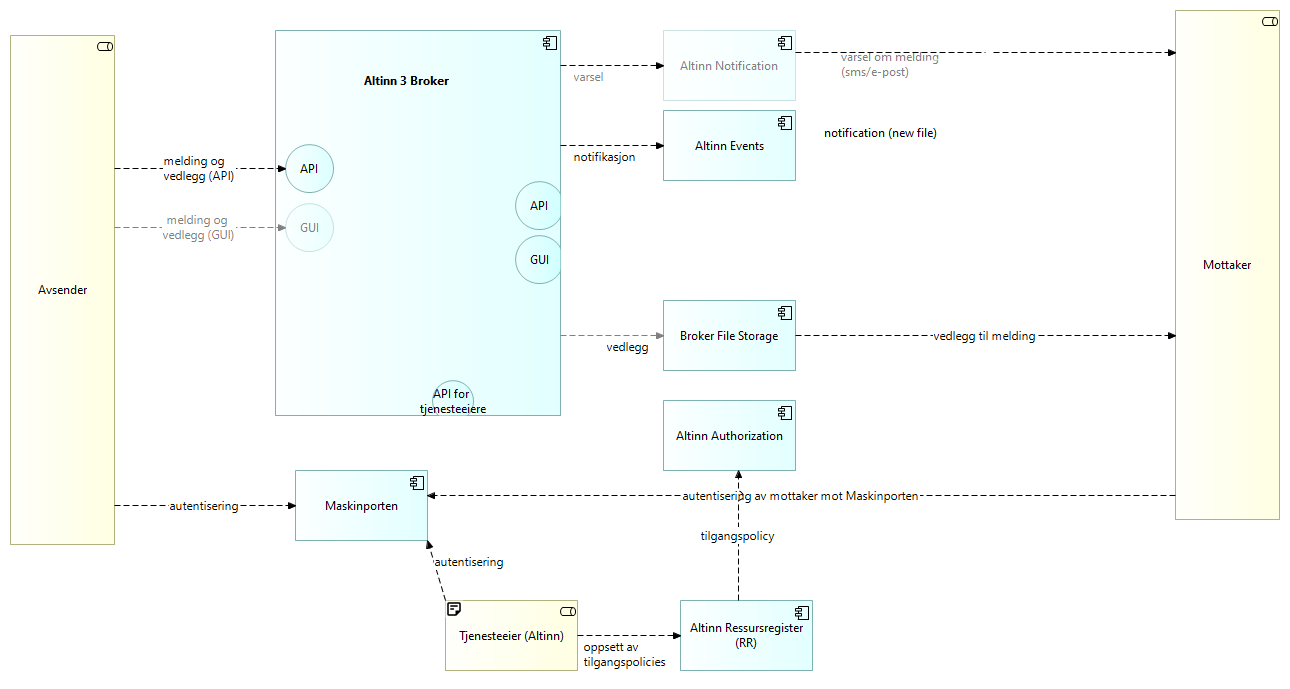 Avsender
melding og
vedlegg (API)
melding og
vedlegg (GUI)
autentisering
Altinn 3 Broker
API
GUI
API
GUI
API for
tjenesteeiere
varsel
notifikasjon
vedlegg
Altinn Notification
Altinn Events
Broker File Storage
Altinn Authorization
varsel om melding
(sms/e-post)
notification (new file)
vedlegg til melding
Mottaker
Maskinporten
autentisering av mottaker mot Maskinporten
tilgangspolicy
autentisering
Tjenesteeier (Altinn)
oppsett av
tilgangspolicies
Altinn Ressursregister
(RR)